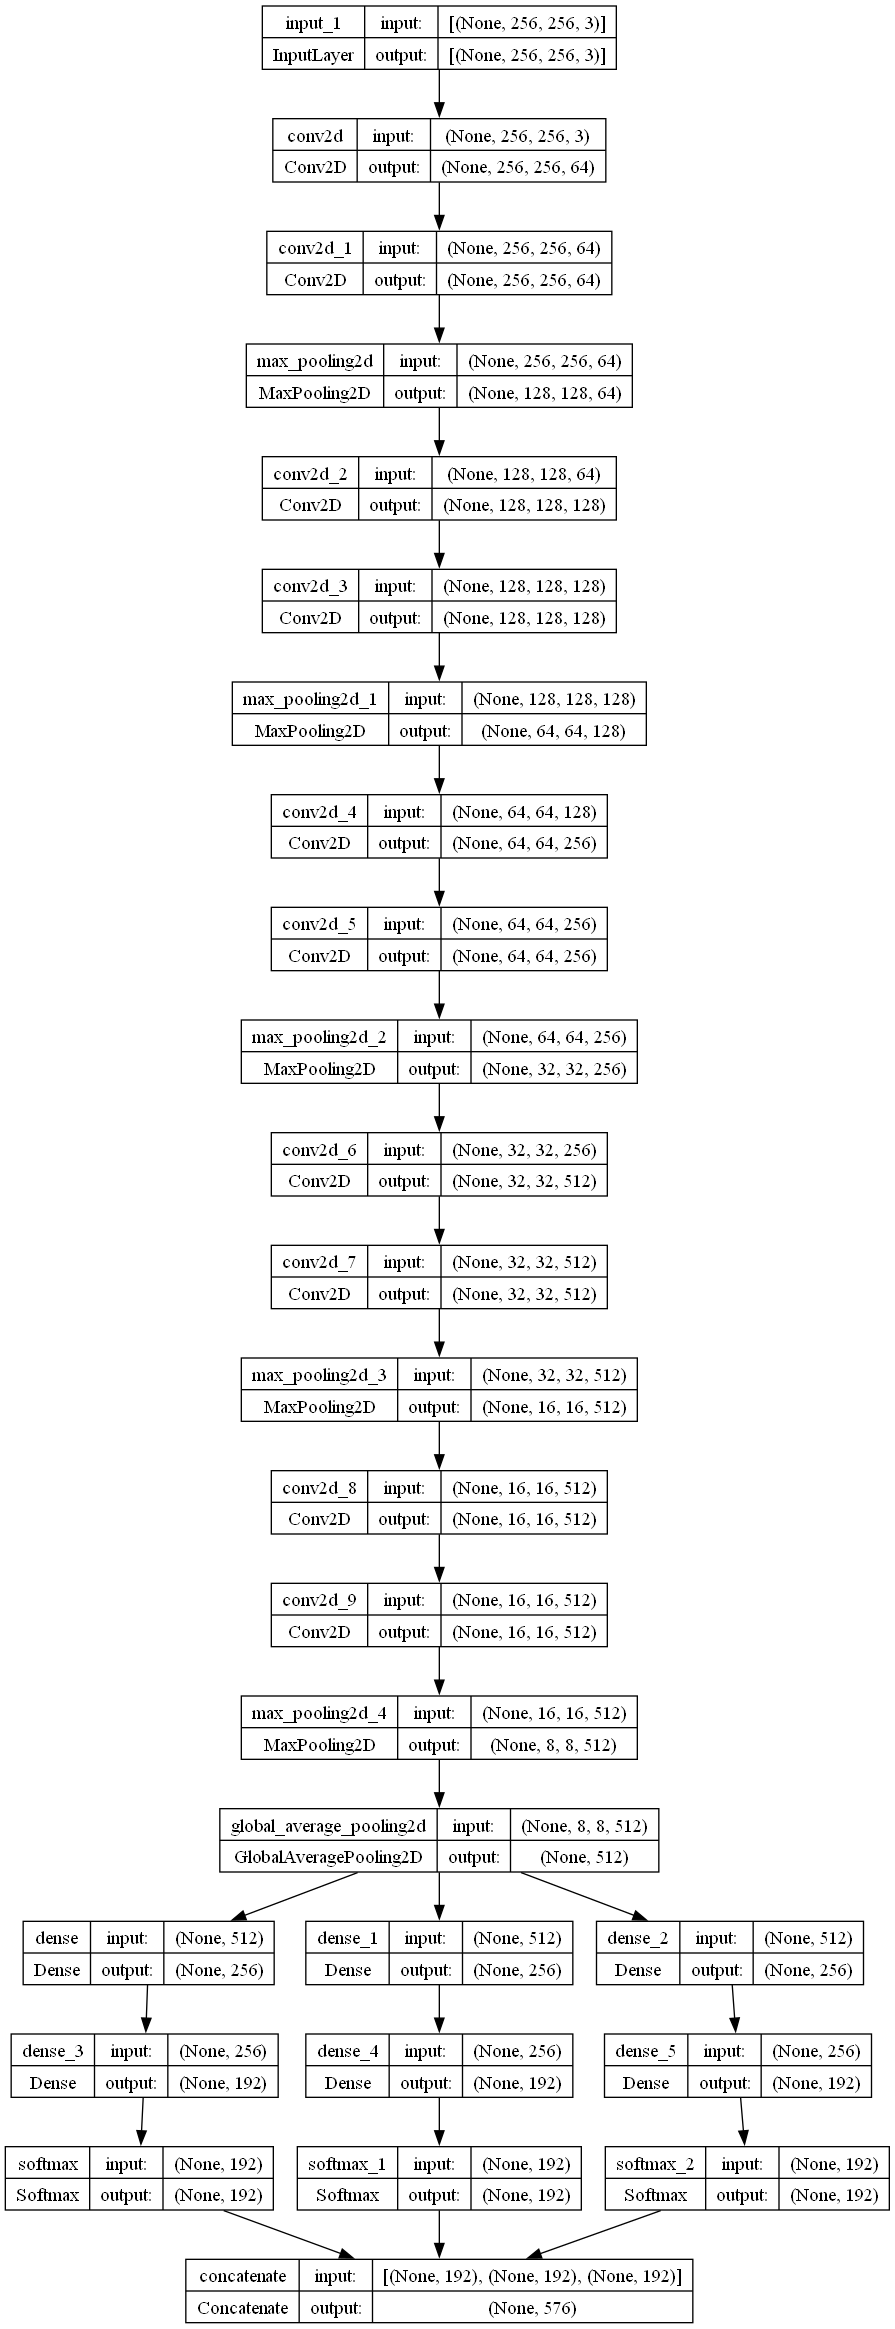 input_1 input: [(None, 256, 256, 3)]
InputLayer output: [(None, 256, 256, 3)]
conv2d input: (None, 256, 256, 3)
Conv2D output: (None, 256, 256, 64)
conv2d_1 input: (None, 256, 256, 64)
Conv2D output: (None, 256, 256, 64)
max_pooling2d input: (None, 256, 256, 64)
MaxPooling2D output: (None, 128, 128, 64)
conv2d_2 input: (None, 128, 128, 64)
Conv2D output: (None, 128, 128, 128)
conv2d_3 input: (None, 128, 128, 128)
Conv2D output: (None, 128, 128, 128)
max_pooling2d_1 input: (None, 128, 128, 128)
MaxPooling2D output: (None, 64, 64, 128)
conv2d_4 input: (None, 64, 64, 128)
Conv2D output: (None, 64, 64, 256)
conv2d_5 input: (None, 64, 64, 256)
Conv2D output: (None, 64, 64, 256)
max_pooling2d_2 input: (None, 64, 64, 256)
MaxPooling2D output: (None, 32, 32, 256)
conv2d_6 input: (None, 32, 32, 256)
Conv2D output: (None, 32, 32, 512)
conv2d_7 input: (None, 32, 32, 512)
Conv2D output: (None, 32, 32, 512)
max_pooling2d_3 input: (None, 32, 32, 512)
MaxPooling2D output: (None, 16, 16, 512)
conv2d_8 input: (None, 16, 16, 512)
Conv2D output: (None, 16, 16, 512)
conv2d_9 input: (None, 16, 16, 512)
Conv2D output: (None, 16, 16, 512)
max_pooling2d_4 input: (None, 16, 16, 512)
MaxPooling2D output: (None, 8, 8, 512)
global_average_pooling2d input: (None, 8, 8, 512)
GlobalAveragePooling2D output: (None, 512)
dense input: (None, 512) dense_1 input: (None, 512) dense_2 input: (None, 512)
Dense output: (None, 256) Dense output: (None, 256) Dense output: (None, 256)
dense_3 input: (None, 256) dense_4 input: (None, 256) dense_5 input: (None, 256)
Dense output: (None, 192) Dense output: (None, 192) Dense output: (None, 192)
softmax input: (None, 192) softmax_1 input: (None, 192) softmax_2 input: (None, 192)
Softmax output: (None, 192) Softmax output: (None, 192) Softmax output: (None, 192)
concatenate input: [(None, 192), (None, 192), (None, 192)]
Concatenate output: (None, 576)